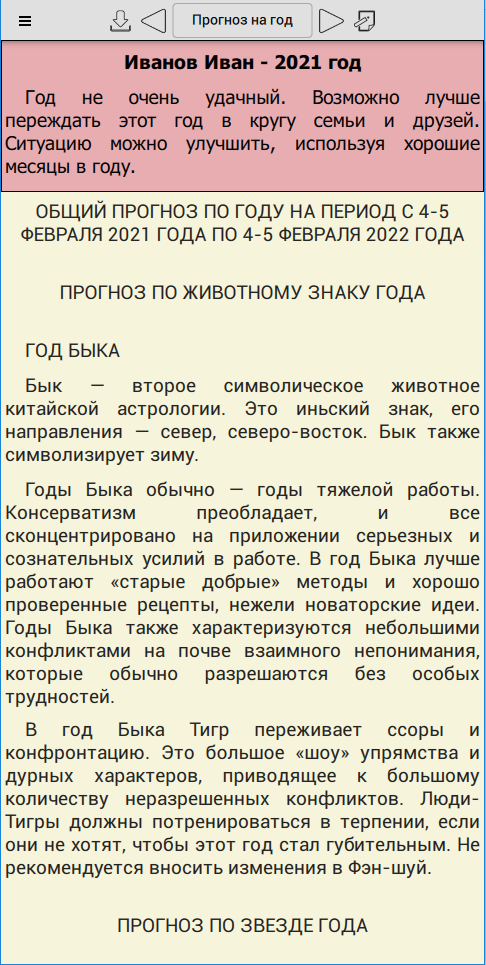 Прогноз на год
Иванов Иван - 2021 год
Год не очень удачный. Возможно лучше
переждать этот год в кругу семьи и друзей.
Ситуацию можно улучшить, используя хорошие
месяцы в году.
ОБЩИЙ ПРОГНОЗ ПО ГОДУ НА ПЕРИОД С 4-5
ФЕВРАЛЯ 2021 ГОДА ПО 4-5 ФЕВРАЛЯ 2022 ГОДА
ПРОГНОЗ ПО ЖИВОТНОМУ ЗНАКУ ГОДА
ГОД БЫКА
Бык — второе символическое животное
китайской астрологии. Это иньский знак, его
направления — север, северо-восток. Бык также
символизирует зиму.
Годы Быка обычно — годы тяжелой работы.
Консерватизм преобладает, и все
сконцентрировано на приложении серьезных и
сознательных усилий в работе. В год Быка лучше
работают «старые добрые» методы и хорошо
проверенные рецепты, нежели новаторские идеи.
Годы Быка также характеризуются небольшими
конфликтами на почве взаимного непонимания,
которые обычно разрешаются без особых
трудностей.
В год Быка Тигр переживает ссоры и
конфронтацию. Это большое «шоу» упрямства и
дурных характеров, приводящее к большому
количеству неразрешенных конфликтов. Люди-
Тигры должны потренироваться в терпении, если
они не хотят, чтобы этот год стал губительным. Не
рекомендуется вносить изменения в Фэн-шуй.
ПРОГНОЗ ПО ЗВЕЗДЕ ГОДА